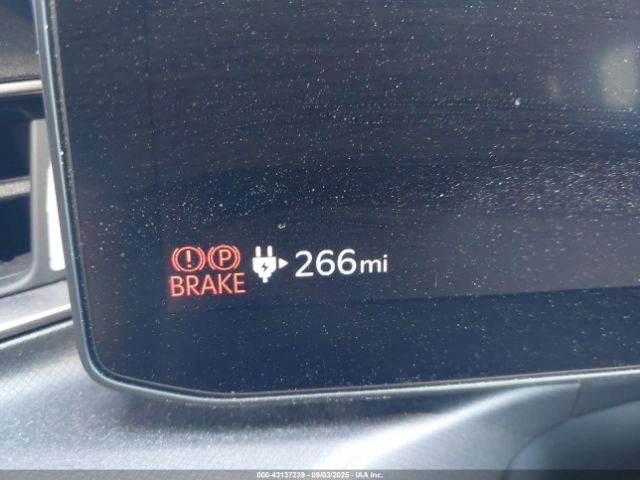 (!) (P) 266mi
BRAKE
000-43137239 - 09/03/2025 - IAA Inc.